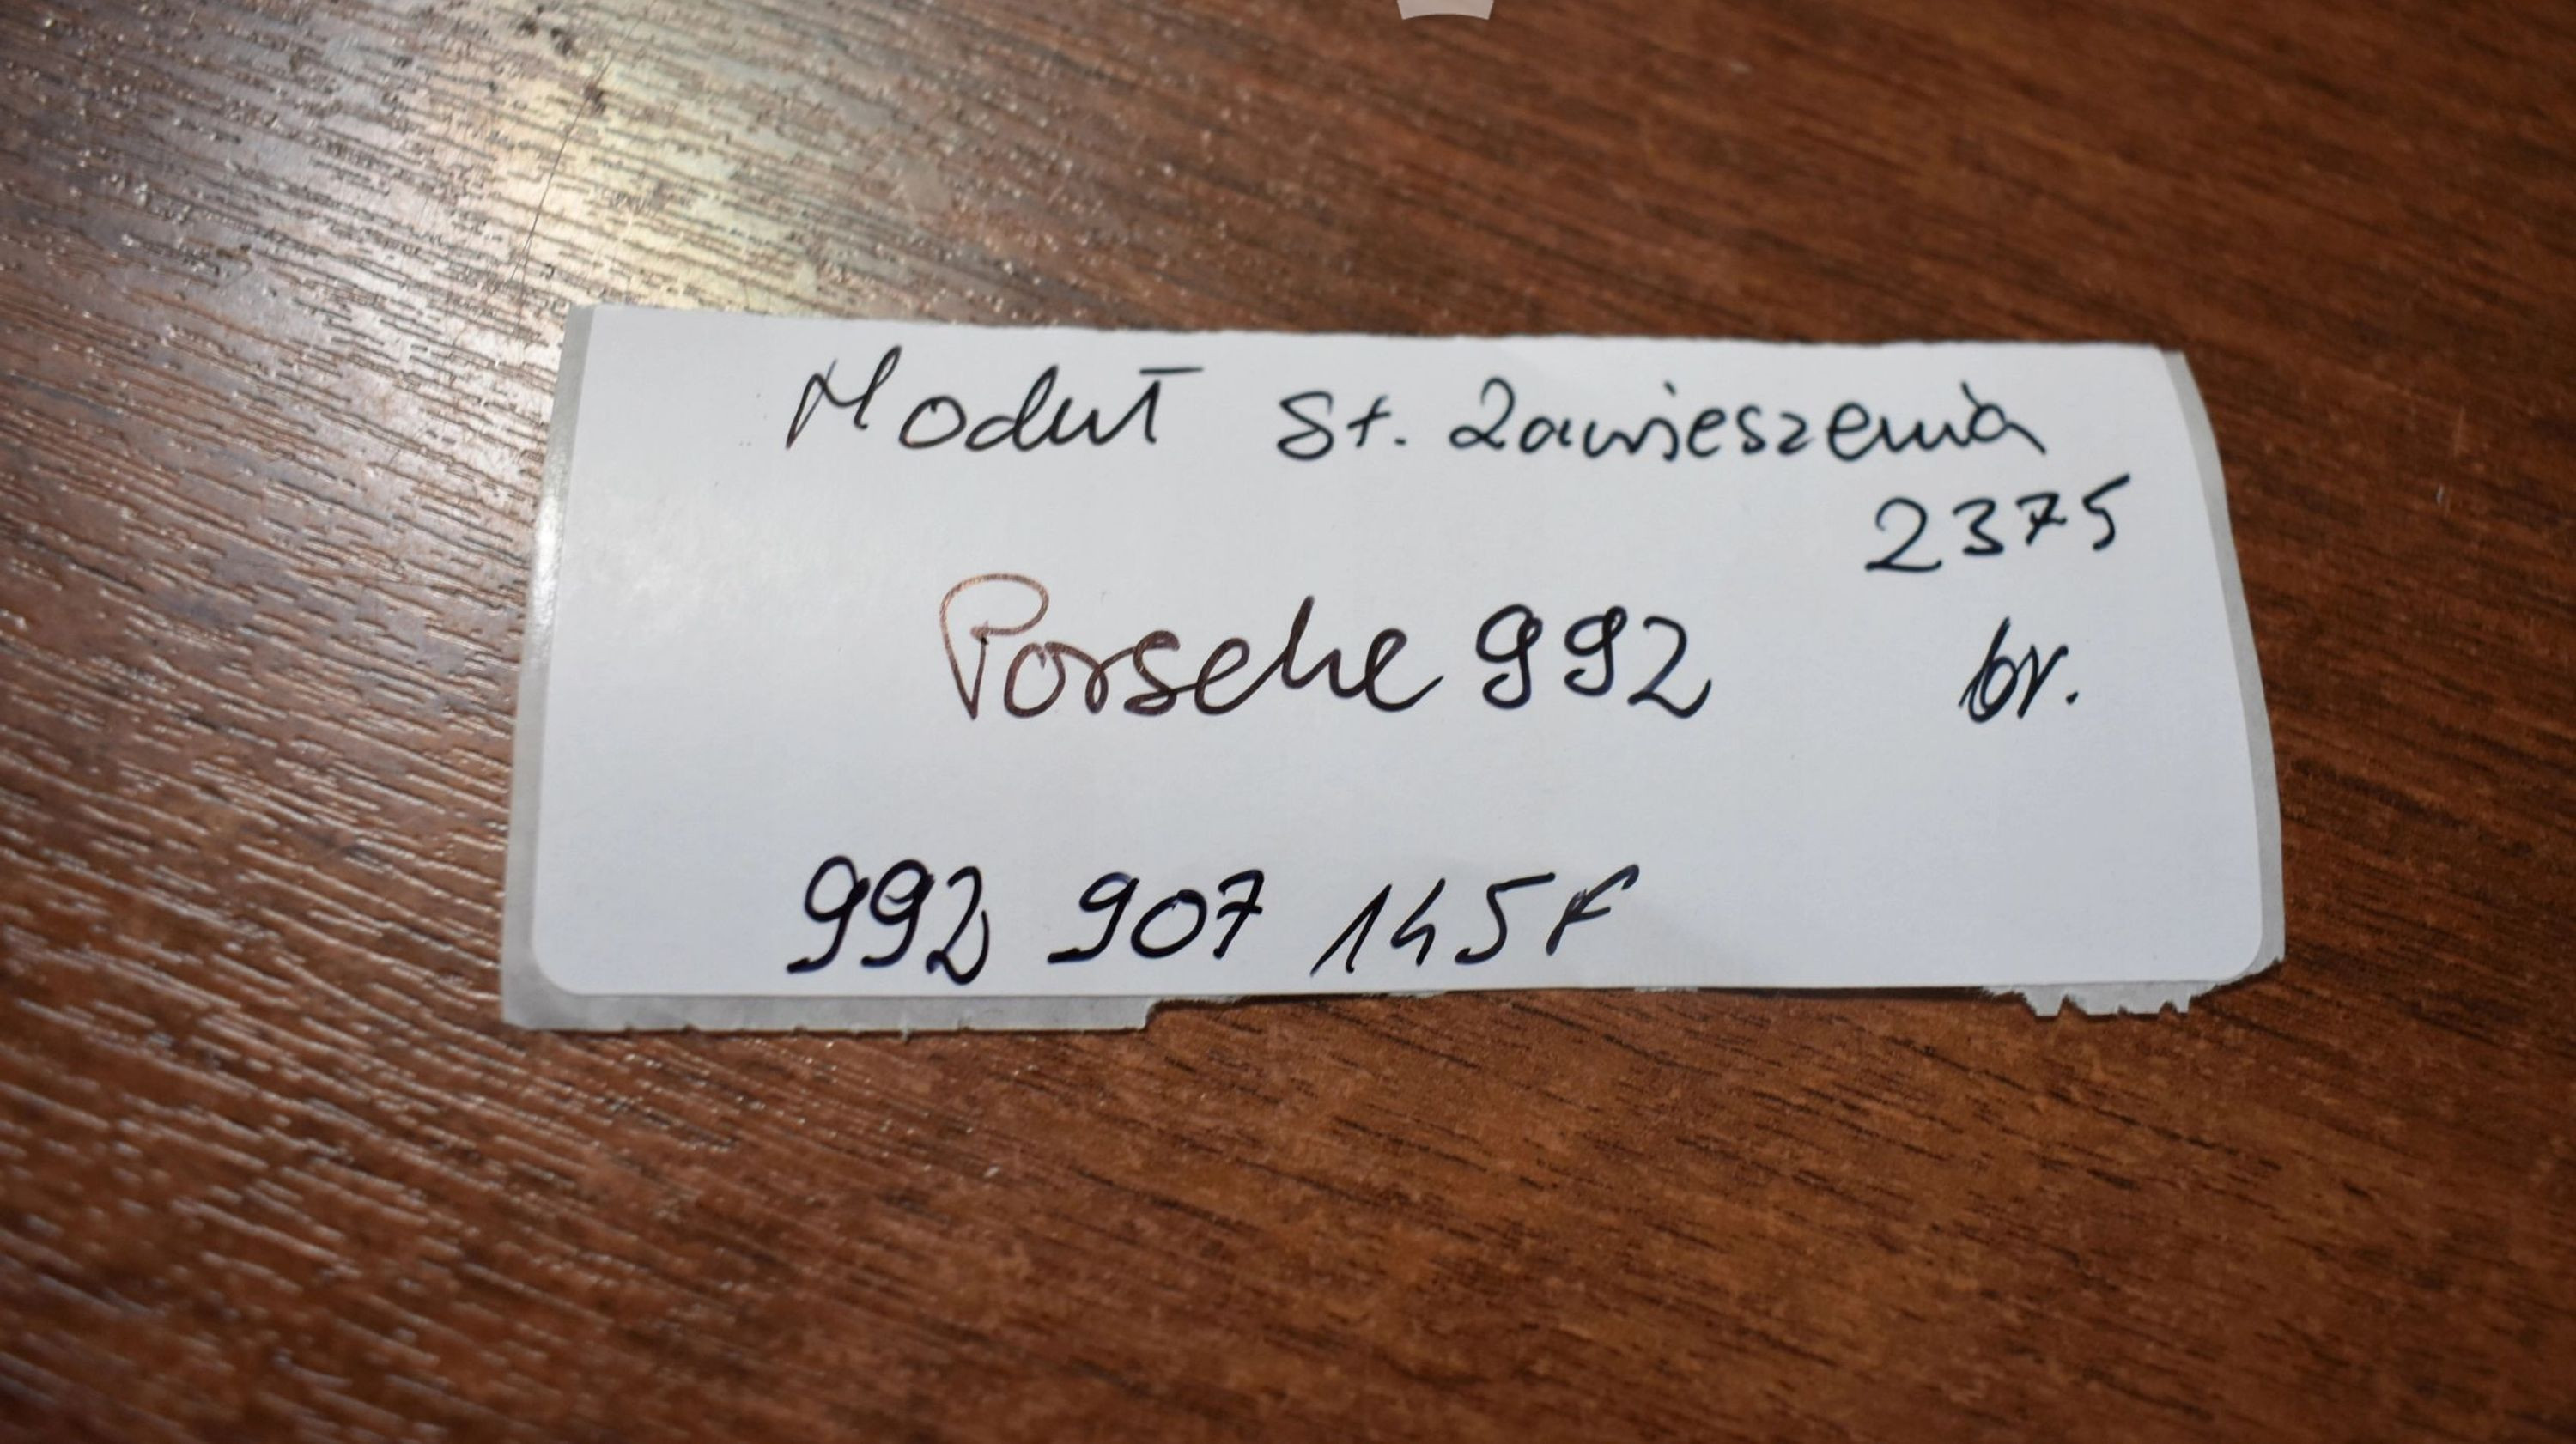 Moduł St. Zawieszenia
2375
Porsche 992 br.
992 907 145F